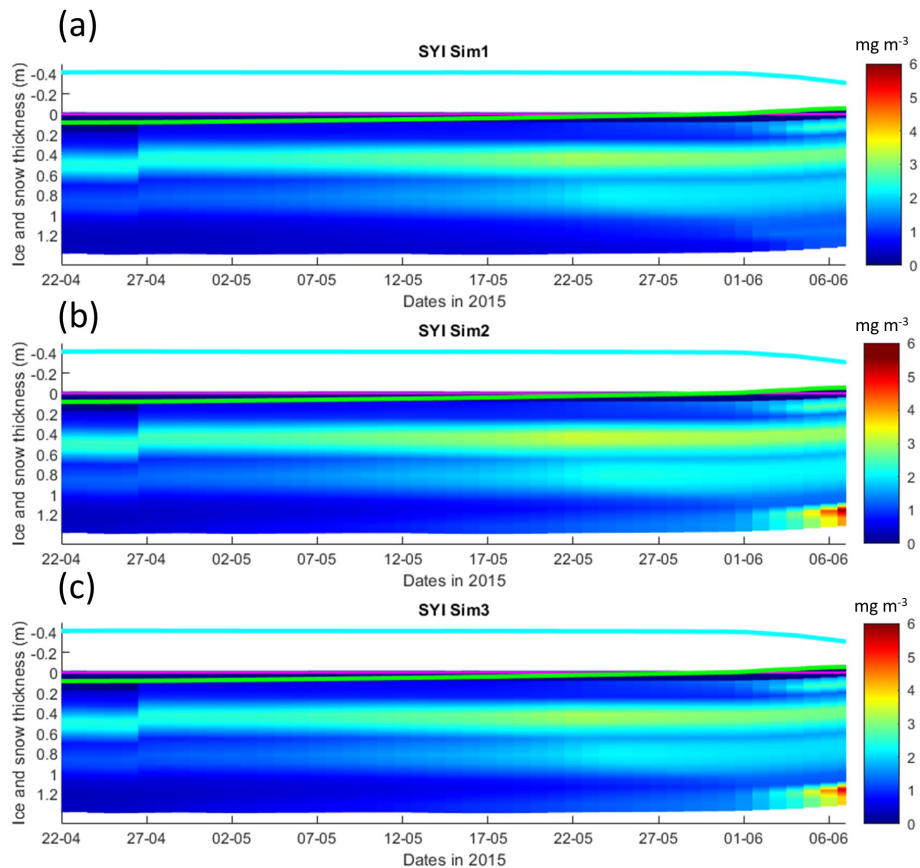 (a)
SYI Sim1
mg m-3
Ice and snow thickness (m)
-0.4
-0.2
0
0.2
0.4
0.6
0.8
1
1.2
22-04 27-04 02-05 07-05 12-05 17-05 22-05 27-05 01-06 06-06
Dates in 2015
6
5
4
3
2
1
0
(b)
SYI Sim2
mg m-3
Ice and snow thickness (m)
-0.4
-0.2
0
0.2
0.4
0.6
0.8
1
1.2
22-04 27-04 02-05 07-05 12-05 17-05 22-05 27-05 01-06 06-06
Dates in 2015
6
5
4
3
2
1
0
(c)
SYI Sim3
mg m-3
Ice and snow thickness (m)
-0.4
-0.2
0
0.2
0.4
0.6
0.8
1
1.2
22-04 27-04 02-05 07-05 12-05 17-05 22-05 27-05 01-06 06-06
Dates in 2015
6
5
4
3
2
1
0